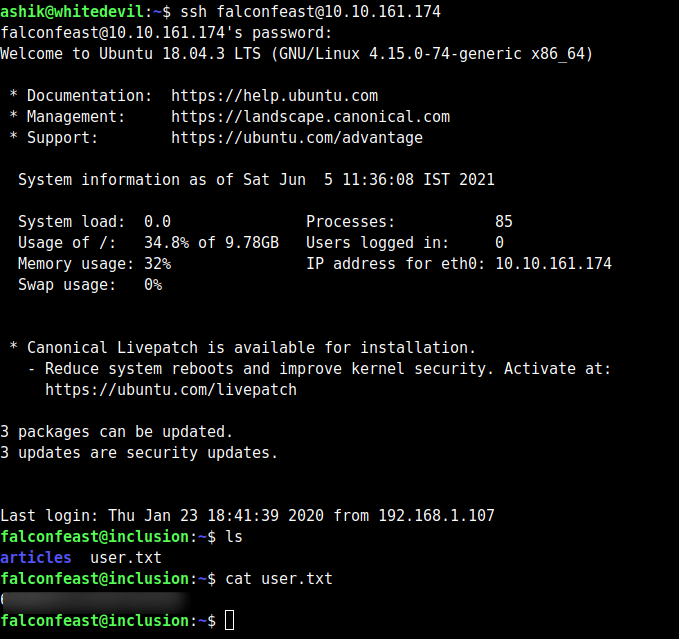 ashik@whitedevil:~$ ssh falconfeast@10.10.161.174
falconfeast@10.10.161.174's password:
Welcome to Ubuntu 18.04.3 LTS (GNU/Linux 4.15.0-74-generic x86_64)
* Documentation:  https://help.ubuntu.com
* Management:     https://landscape.canonical.com
* Support:        https://ubuntu.com/advantage
System information as of Sat Jun  5 11:36:08 IST 2021
System load:  0.0               Processes:           85
Usage of /:   34.8% of 9.78GB   Users logged in:     0
Memory usage: 32%               IP address for eth0: 10.10.161.174
Swap usage:   0%
* Canonical Livepatch is available for installation.
- Reduce system reboots and improve kernel security. Activate at:
https://ubuntu.com/livepatch
3 packages can be updated.
3 updates are security updates.
Last login: Thu Jan 23 18:41:39 2020 from 192.168.1.107
falconfeast@inclusion:~$ ls
articles  user.txt
falconfeast@inclusion:~$ cat user.txt
falconfeast@inclusion:~$